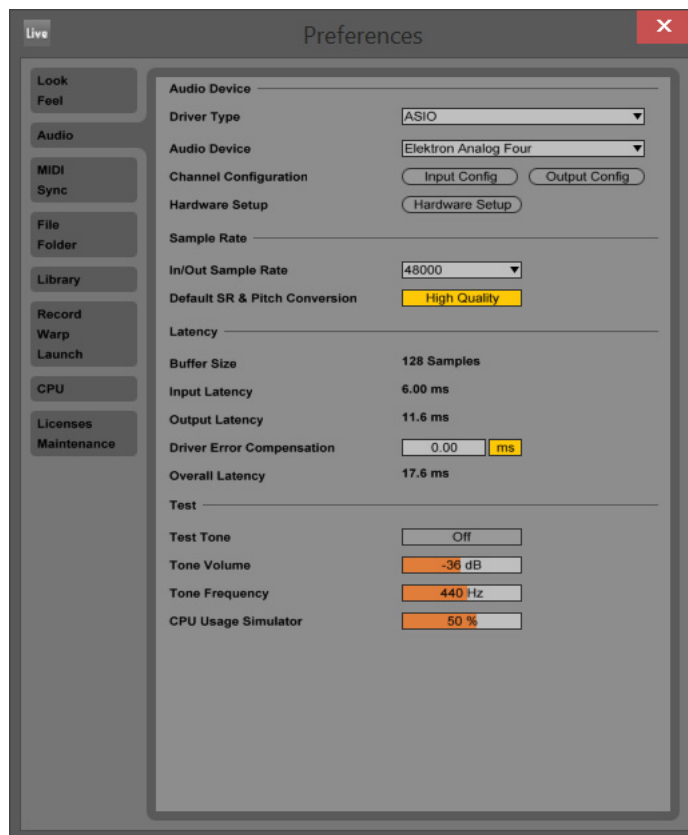 Live
Preferences
Look
Feel
Audio
MIDI
Sync
File
Folder
Library
Record
Warp
Launch
CPU
Licenses
Maintenance
Audio Device
Driver Type ASIO
Audio Device Elektron Analog Four
Channel Configuration Input Config Output Config
Hardware Setup Hardware Setup
Sample Rate
In/Out Sample Rate 48000
Default SR & Pitch Conversion High Quality
Latency
Buffer Size 128 Samples
Input Latency 6.00 ms
Output Latency 11.6 ms
Driver Error Compensation 0.00 ms
Overall Latency 17.6 ms
Test
Test Tone Off
Tone Volume -36 dB
Tone Frequency 440 Hz
CPU Usage Simulator 50 %